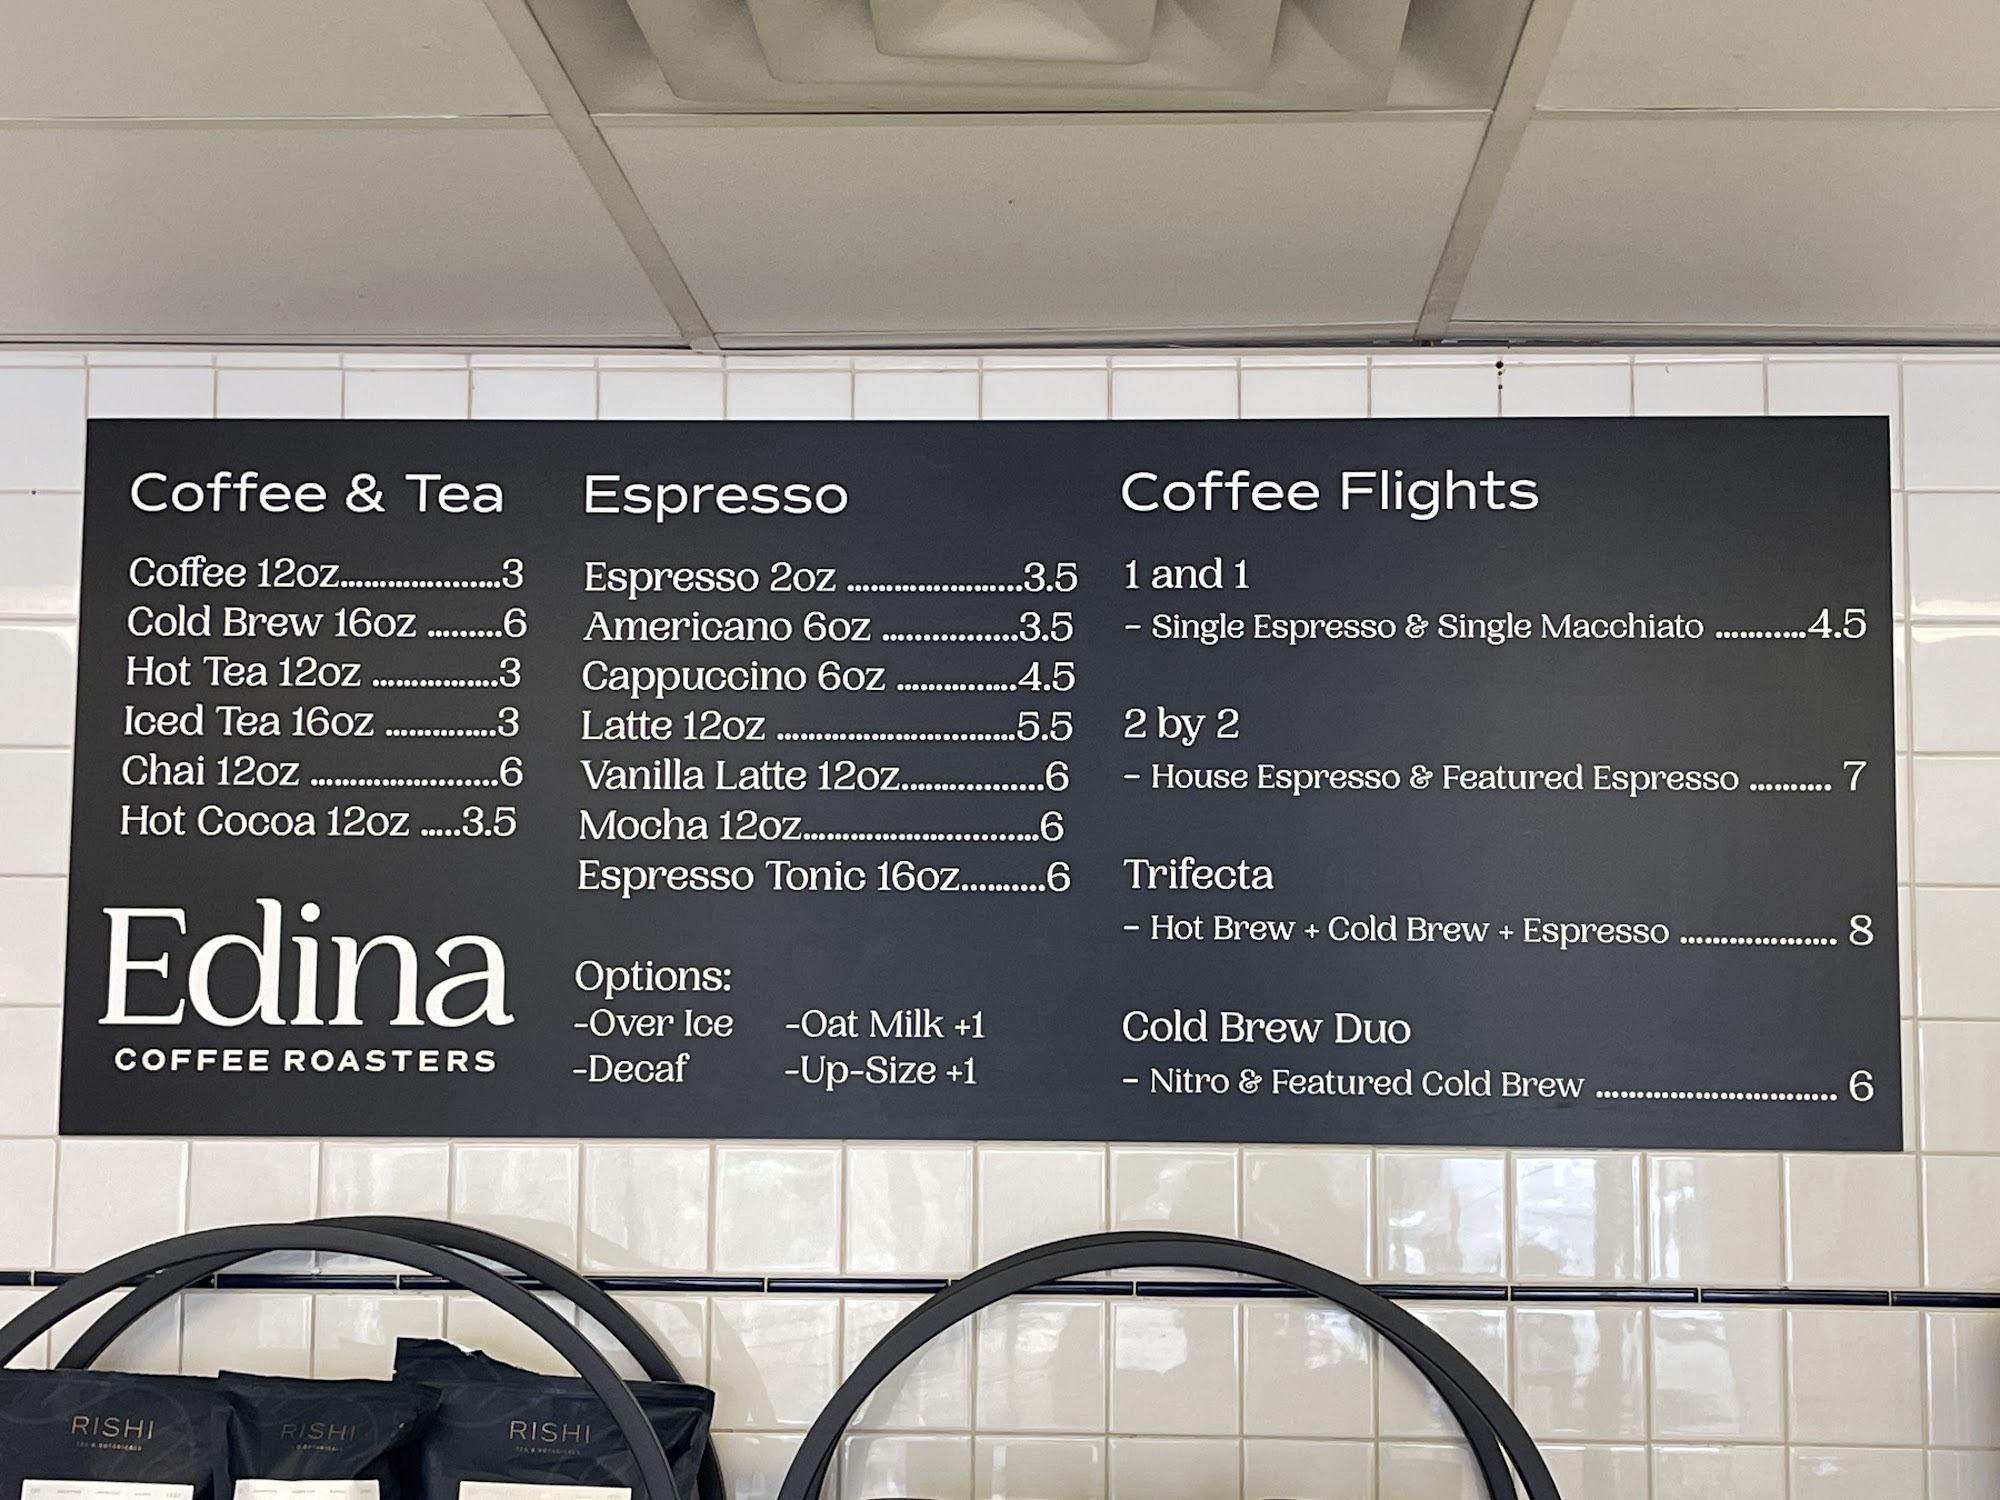 Coffee & Tea
Coffee 12oz.....................3
Cold Brew 16oz .........6
Hot Tea 12oz ................3
Iced Tea 16oz ..............3
Chai 12oz ........................6
Hot Cocoa 12oz .....3.5
Edina
COFFEE ROASTERS
Espresso
Espresso 2oz .......................3.5
Americano 6oz ..................3.5
Cappuccino 6oz ...............4.5
Latte 12oz ...............................5.5
Vanilla Latte 12oz..................6
Mocha 12oz..............................6
Espresso Tonic 16oz...........6
Options:
-Over Ice -Oat Milk +1
-Decaf -Up-Size +1
Coffee Flights
1 and 1
- Single Espresso & Single Macchiato ............4.5
2 by 2
- House Espresso & Featured Espresso .......... 7
Trifecta
- Hot Brew + Cold Brew + Espresso .................... 8
Cold Brew Duo
- Nitro & Featured Cold Brew .............................. 6
RISHI
RISHI
RISHI